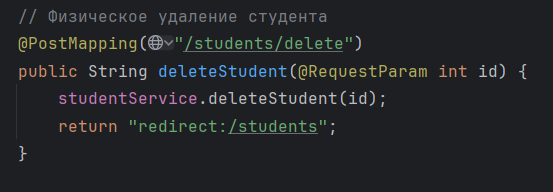 // Физическое удаление студента
@PostMapping("/students/delete")
public String deleteStudent(@RequestParam int id) {
studentService.deleteStudent(id);
return "redirect:/students";
}